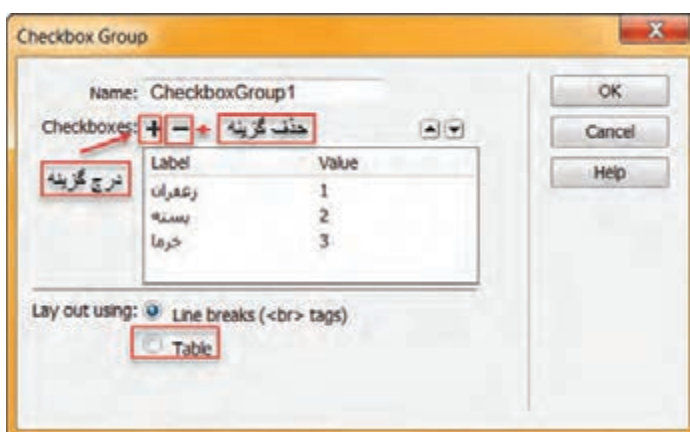 Checkbox Group
Name: CheckboxGroup1
OK
Checkboxes: + − حذف گزینه
Cancel
درج گزینه
Label Value
Help
زعفران 1
پسته 2
خرما 3
Lay out using: Line breaks (<br> tags)
Table